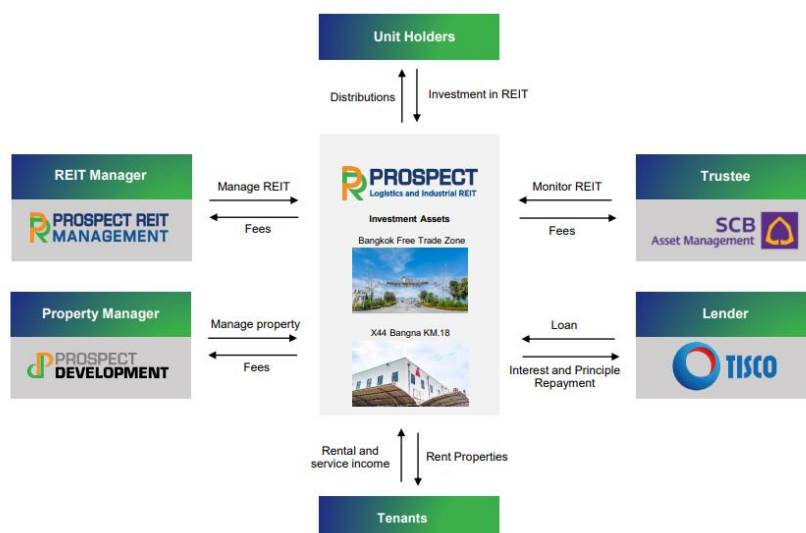 Unit Holders
Distributions
Investment in REIT
REIT Manager
PROSPECT REIT
MANAGEMENT
Manage REIT
Fees
PROSPECT
Logistics and Industrial REIT
Investment Assets
Bangkok Free Trade Zone
X44 Bangna KM.18
Monitor REIT
Fees
Trustee
SCB
Asset Management
Property Manager
PROSPECT
DEVELOPMENT
Manage property
Fees
Loan
Interest and Principle
Repayment
Lender
TISCO
Rental and
service income
Rent Properties
Tenants